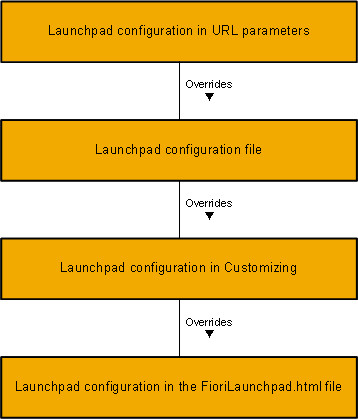 Launchpad configuration in URL parameters
Overrides
Launchpad configuration file
Overrides
Launchpad configuration in Customizing
Overrides
Launchpad configuration in the FioriLaunchpad.html file